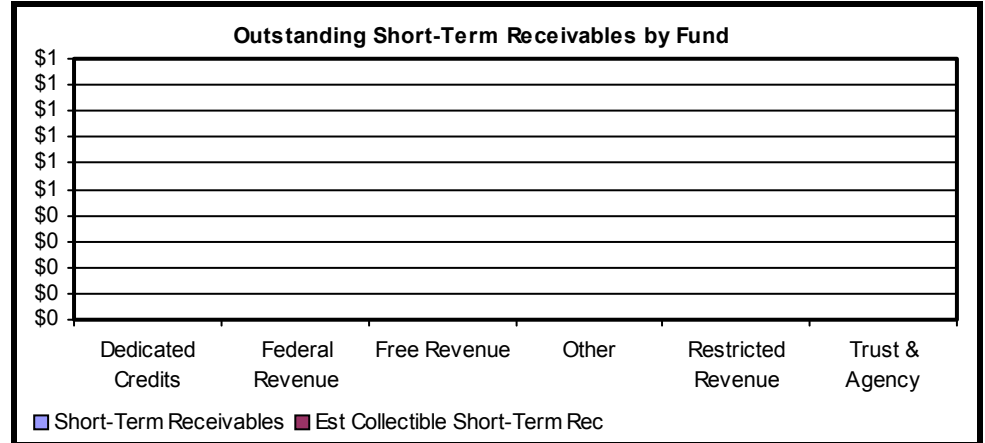 Outstanding Short-Term Receivables by Fund
$1
$1
$1
$1
$1
$1
$0
$0
$0
$0
$0
Dedicated Credits
Federal Revenue
Free Revenue
Other
Restricted Revenue
Trust & Agency
Short-Term Receivables
Est Collectible Short-Term Rec